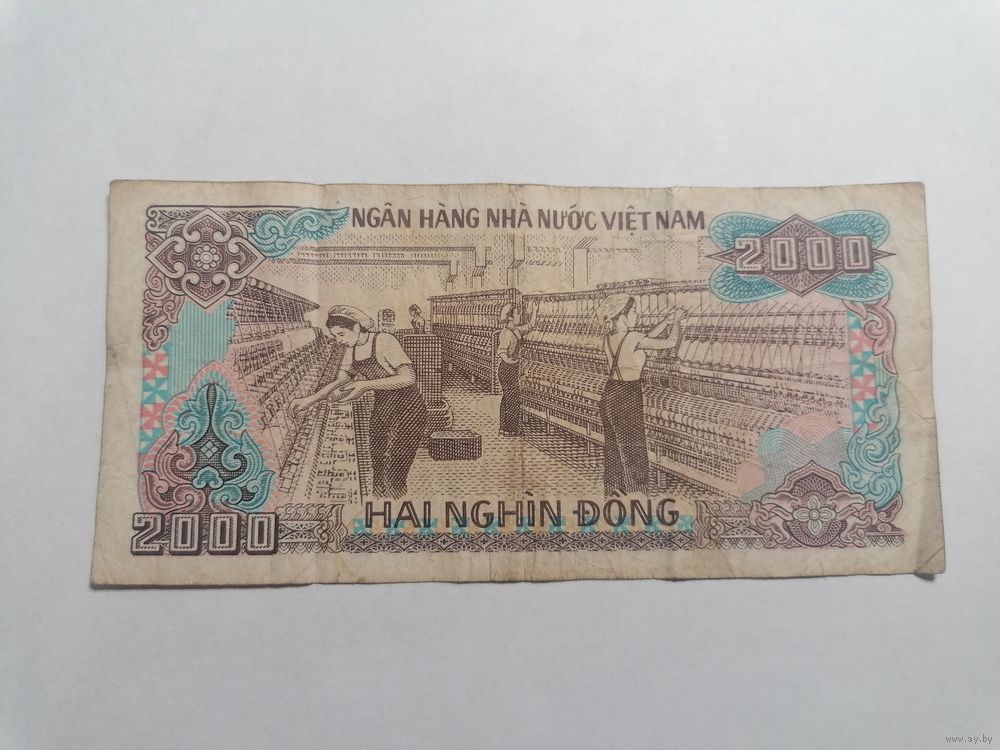 NGÂN HÀNG NHÀ NƯỚC VIỆT NAM
2000
2000
HAI NGHÌN ĐỒNG
www.ay.by